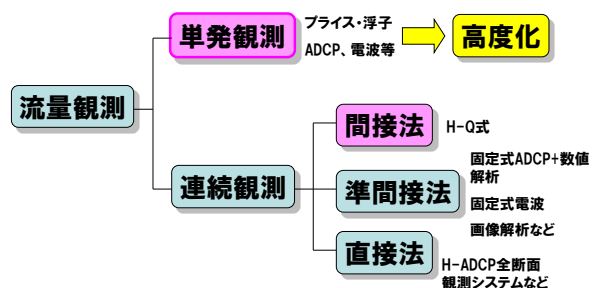 単発観測
プライス・浮子
ADCP、電波等
高度化
流量観測
連続観測
間接法
H-Q式
準間接法
固定式ADCP+数値
解析
固定式電波
画像解析など
直接法
H-ADCP全断面
観測システムなど